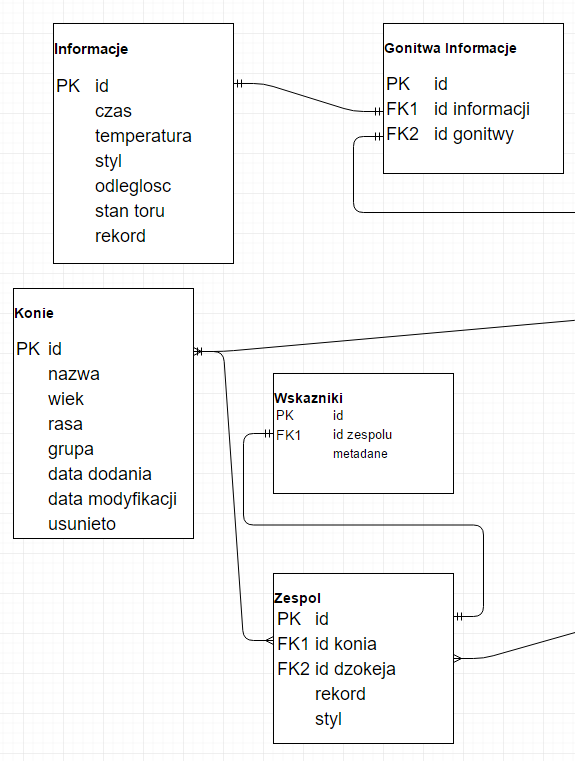 Informacje
PK id
czas
temperatura
styl
odleglosc
stan toru
rekord
Gonitwa Informacje
PK id
FK1 id informacji
FK2 id gonitwy
Konie
PK id
nazwa
wiek
rasa
grupa
data dodania
data modyfikacji
usunieto
Wskazniki
PK id
FK1 id zespolu
metadane
Zespol
PK id
FK1 id konia
FK2 id dzokeja
rekord
styl